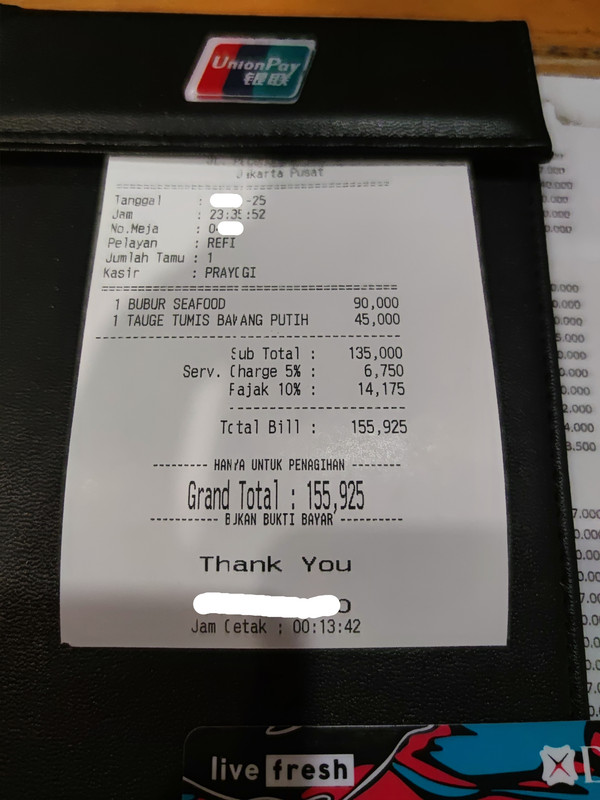 UnionPay
银联
Jakarta Pusat
Tanggal : -25
Jam : 23:35:52
No.Meja : 0
Pelayan : REFI
Jumlah Tamu : 1
Kasir : PRAYOGI
1 BUBUR SEAFOOD 90,000
1 TAUGE TUMIS BAWANG PUTIH 45,000
Sub Total : 135,000
Serv. Charge 5% : 6,750
Pajak 10% : 14,175
Total Bill : 155,925
--------- HANYA UNTUK PENAGIHAN --------
Grand Total : 155,925
------------ BUKAN BUKTI BAYAR ----------
Thank You
Jam Cetak : 00:13:42
live fresh